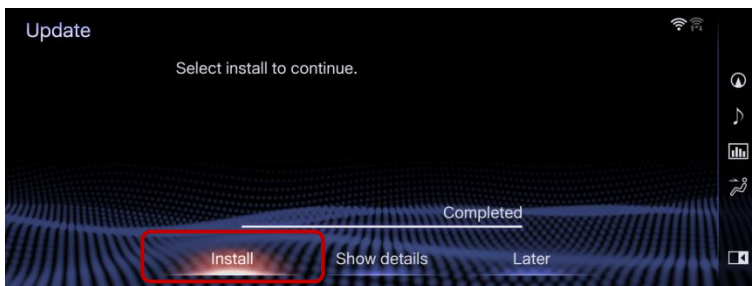 Update
Select install to continue.
Completed
Install
Show details
Later